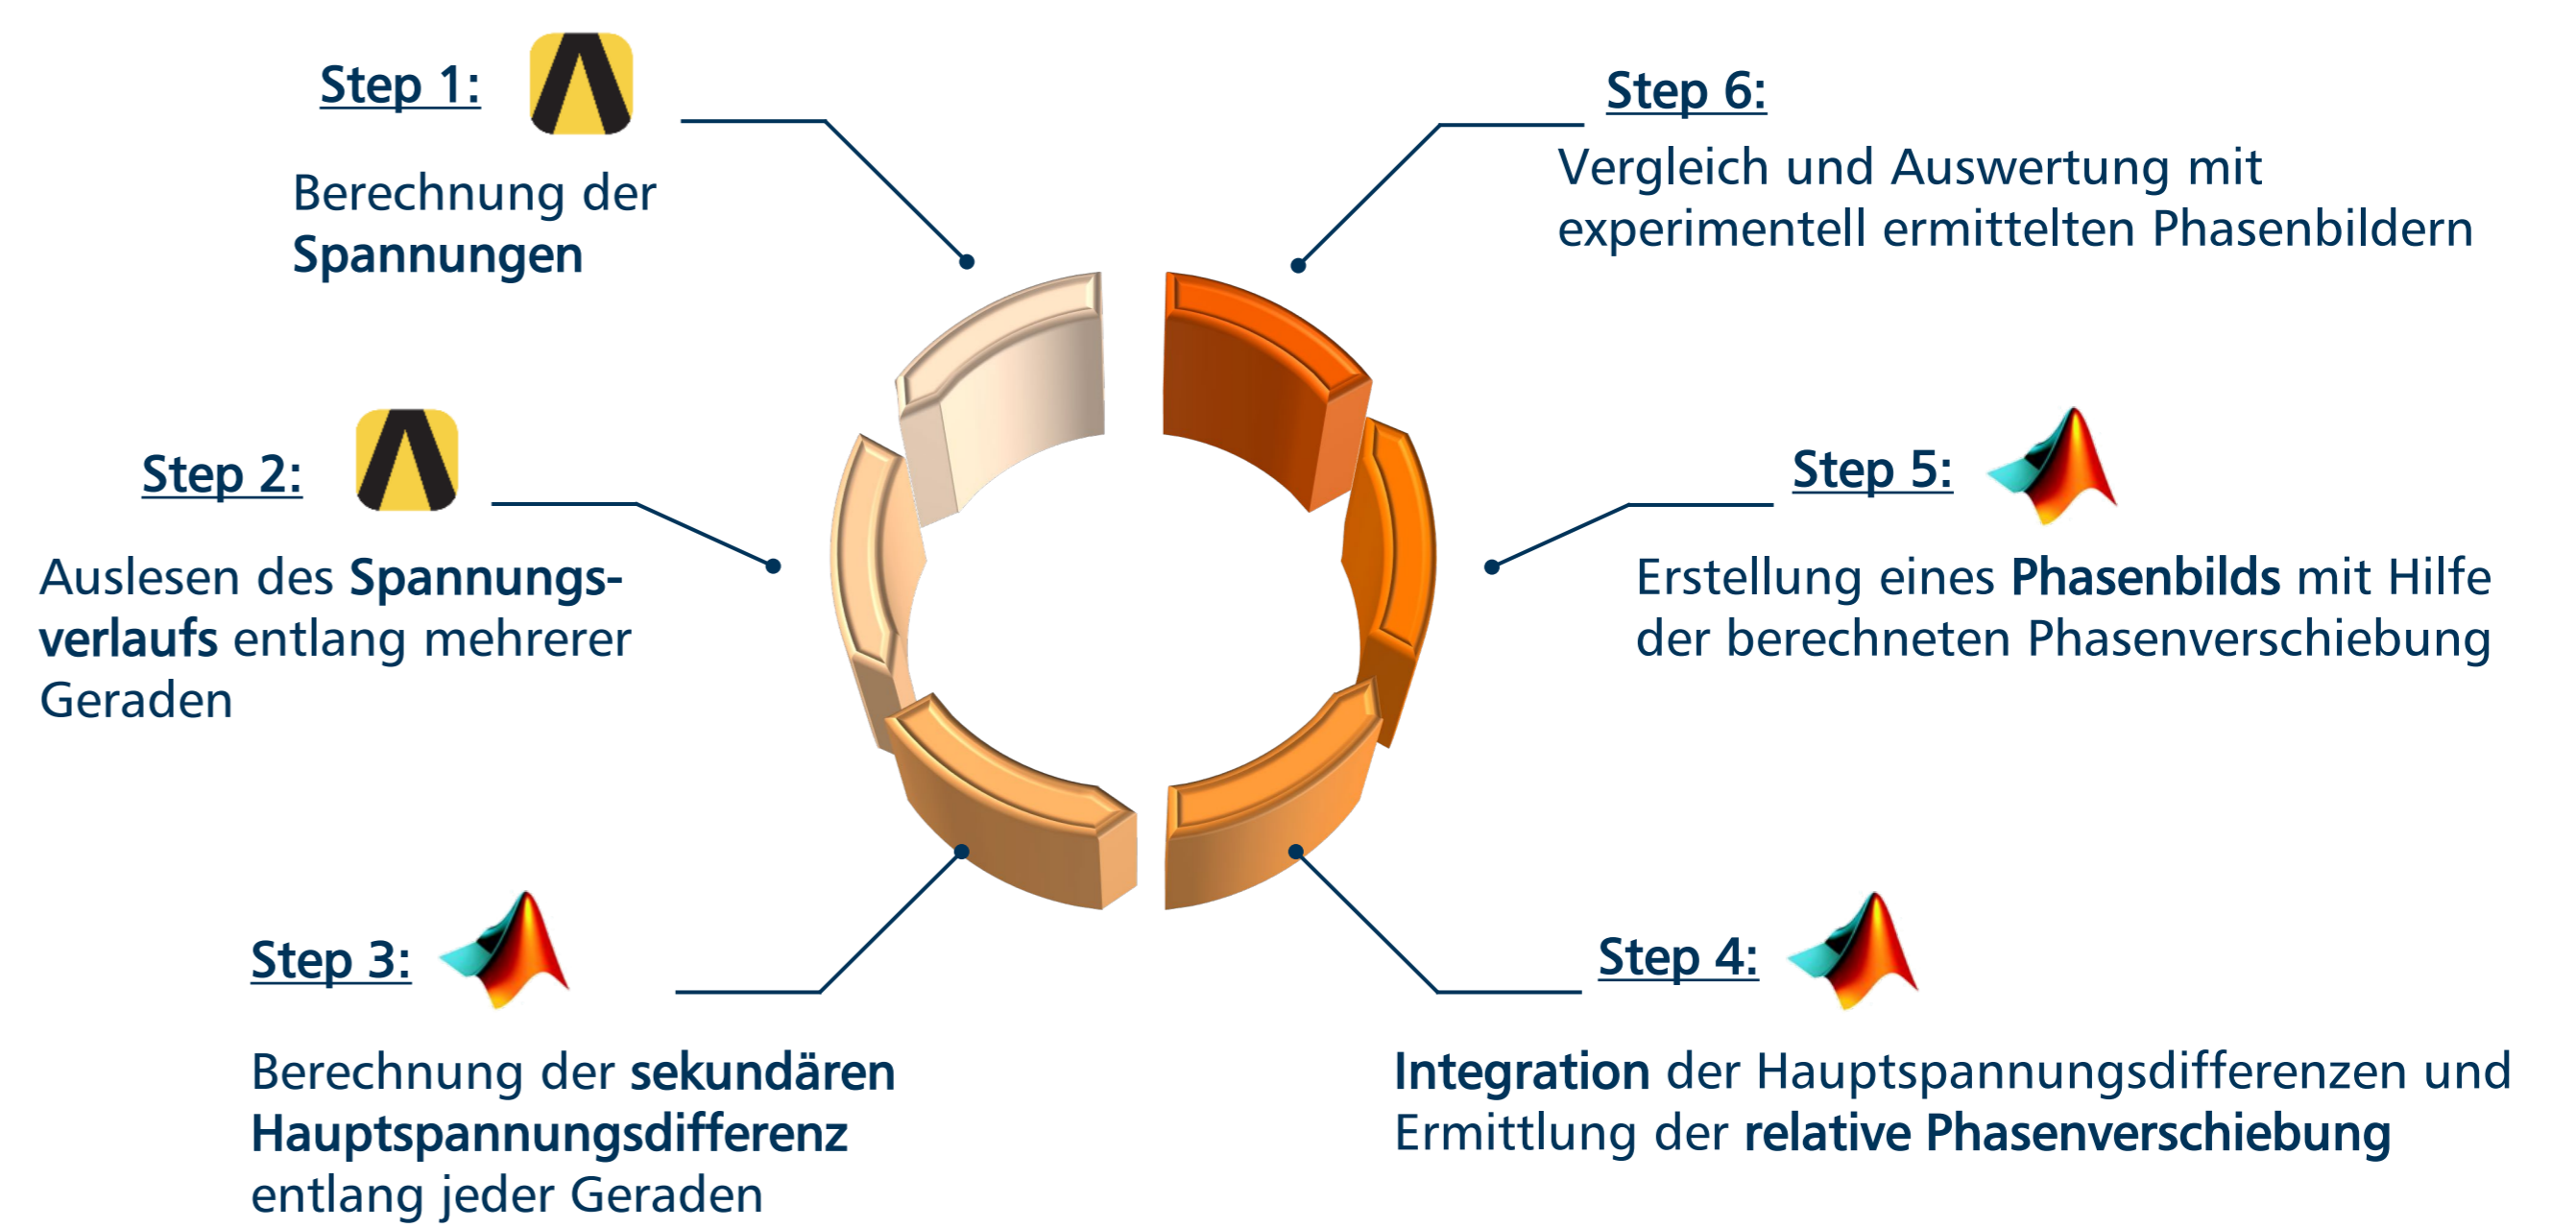 Step 1:
Berechnung der
Spannungen
Step 2:
Auslesen des Spannungs-
verlaufs entlang mehrerer
Geraden
Step 3:
Berechnung der sekundären
Hauptspannungsdifferenz
entlang jeder Geraden
Step 4:
Integration der Hauptspannungsdifferenzen und
Ermittlung der relative Phasenverschiebung
Step 5:
Erstellung eines Phasenbilds mit Hilfe
der berechneten Phasenverschiebung
Step 6:
Vergleich und Auswertung mit
experimentell ermittelten Phasenbildern